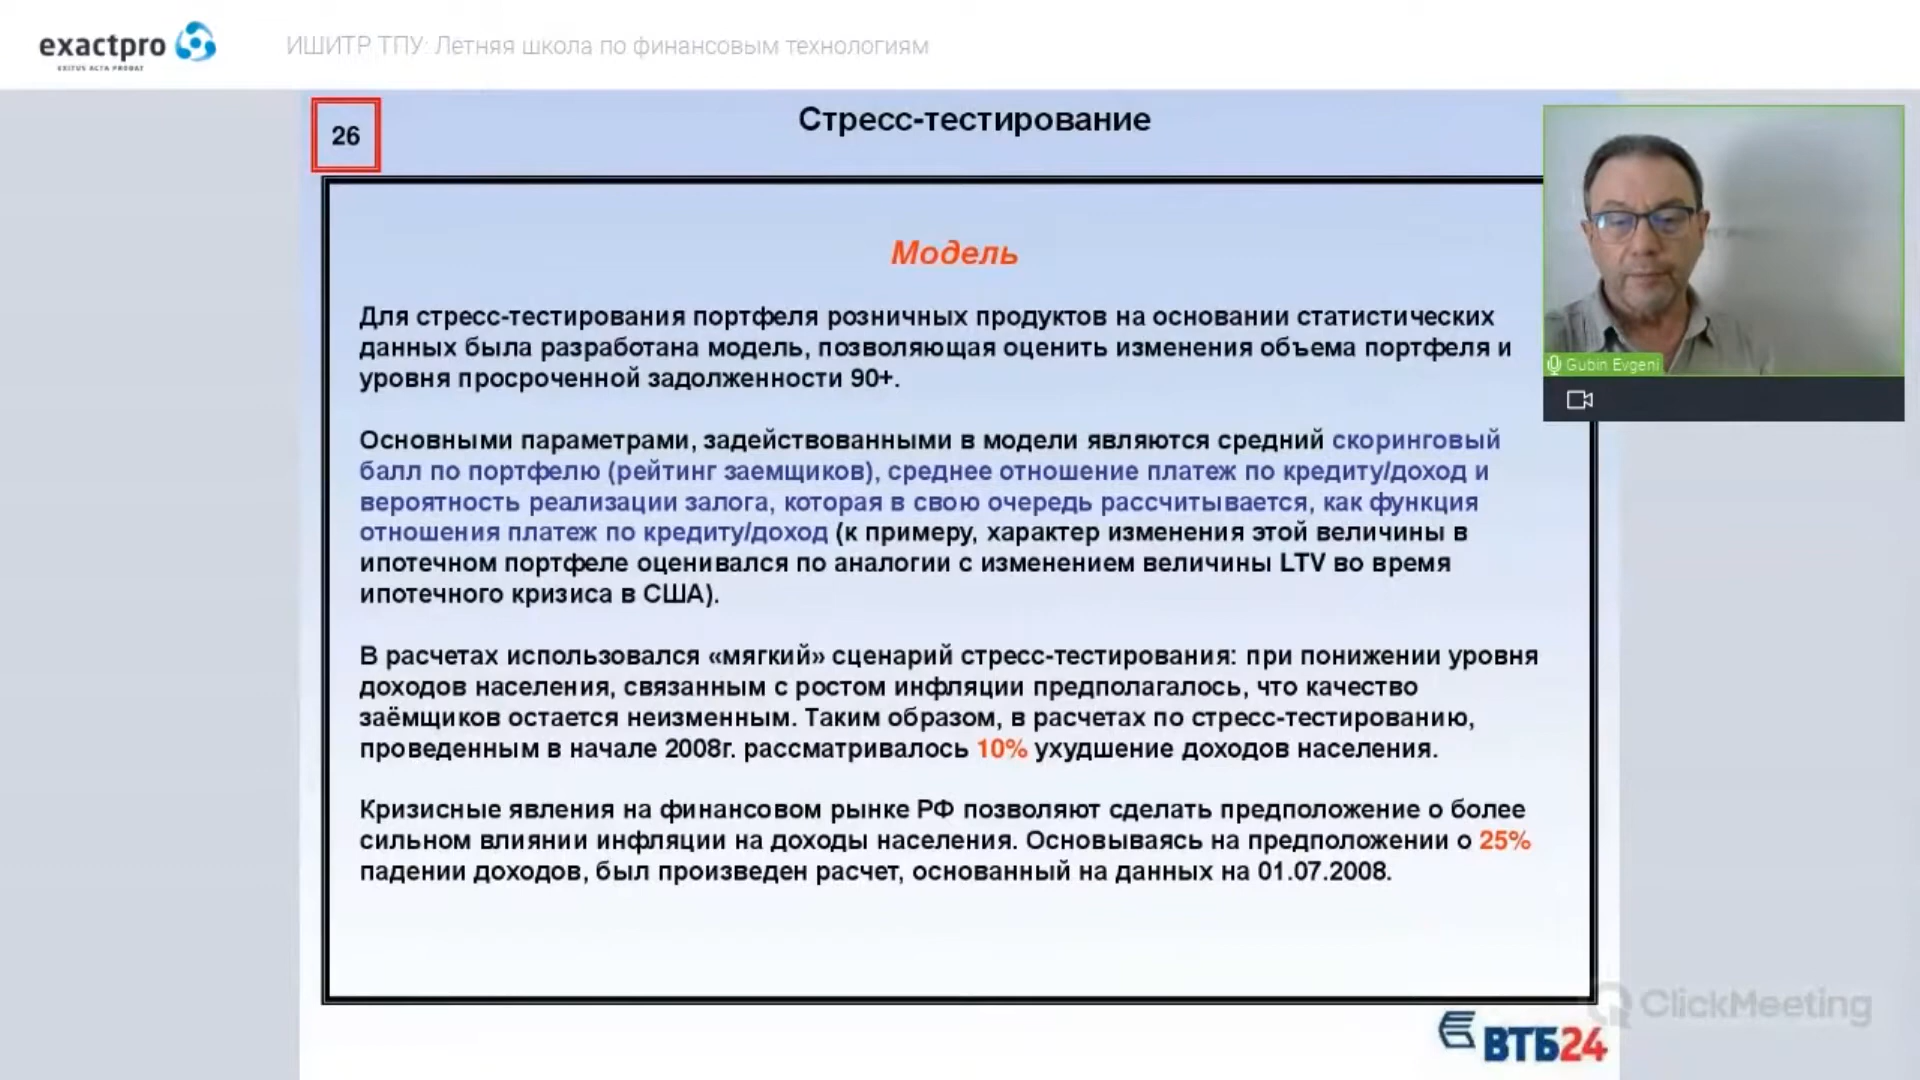 exactpro
EXITUS ACTA PROBAT
ИШИТР ТПУ: Летняя школа по финансовым технологиям
26
Стресс-тестирование
Модель
Для стресс-тестирования портфеля розничных продуктов на основании статистических
данных была разработана модель, позволяющая оценить изменения объема портфеля и
уровня просроченной задолженности 90+.
Основными параметрами, задействованными в модели являются средний скоринговый
балл по портфелю (рейтинг заемщиков), среднее отношение платеж по кредиту/доход и
вероятность реализации залога, которая в свою очередь рассчитывается, как функция
отношения платеж по кредиту/доход (к примеру, характер изменения этой величины в
ипотечном портфеле оценивался по аналогии с изменением величины LTV во время
ипотечного кризиса в США).
В расчетах использовался «мягкий» сценарий стресс-тестирования: при понижении уровня
доходов населения, связанным с ростом инфляции предполагалось, что качество
заёмщиков остается неизменным. Таким образом, в расчетах по стресс-тестированию,
проведенным в начале 2008г. рассматривалось 10% ухудшение доходов населения.
Кризисные явления на финансовом рынке РФ позволяют сделать предположение о более
сильном влиянии инфляции на доходы населения. Основываясь на предположении о 25%
падении доходов, был произведен расчет, основанный на данных на 01.07.2008.
Gubin Evgeni
ClickMeeting
ВТБ24